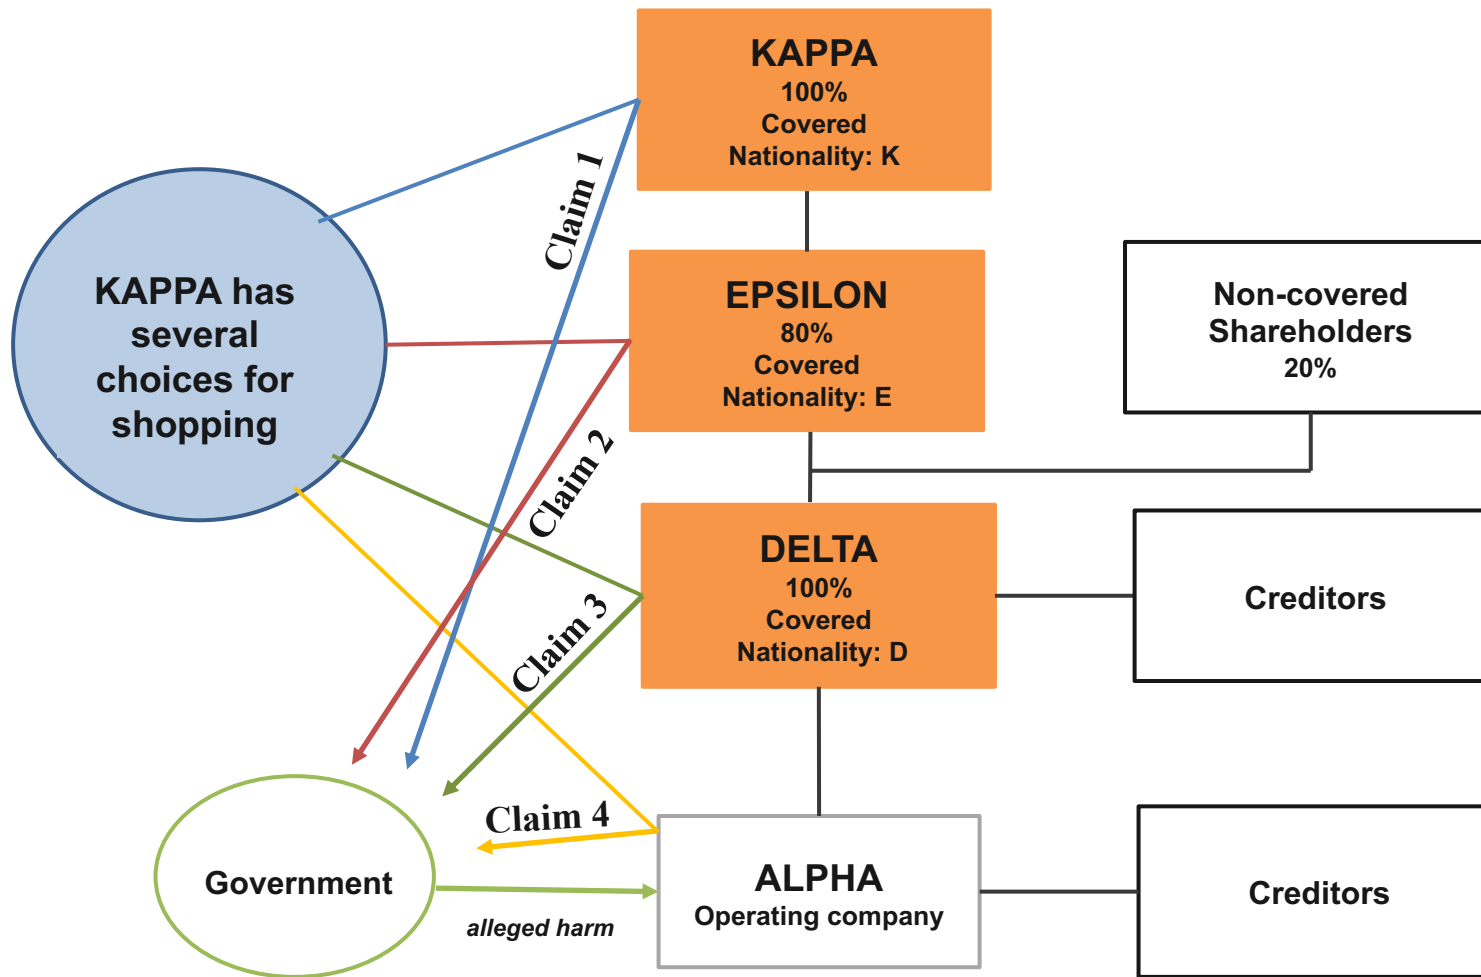 KAPPA
100%
Covered
Nationality: K
Claim 1
KAPPA has
several
choices for
shopping
EPSILON
80%
Covered
Nationality: E
Non-covered
Shareholders
20%
Claim 2
DELTA
100%
Covered
Nationality: D
Creditors
Claim 3
Claim 4
Government
alleged harm
ALPHA
Operating company
Creditors